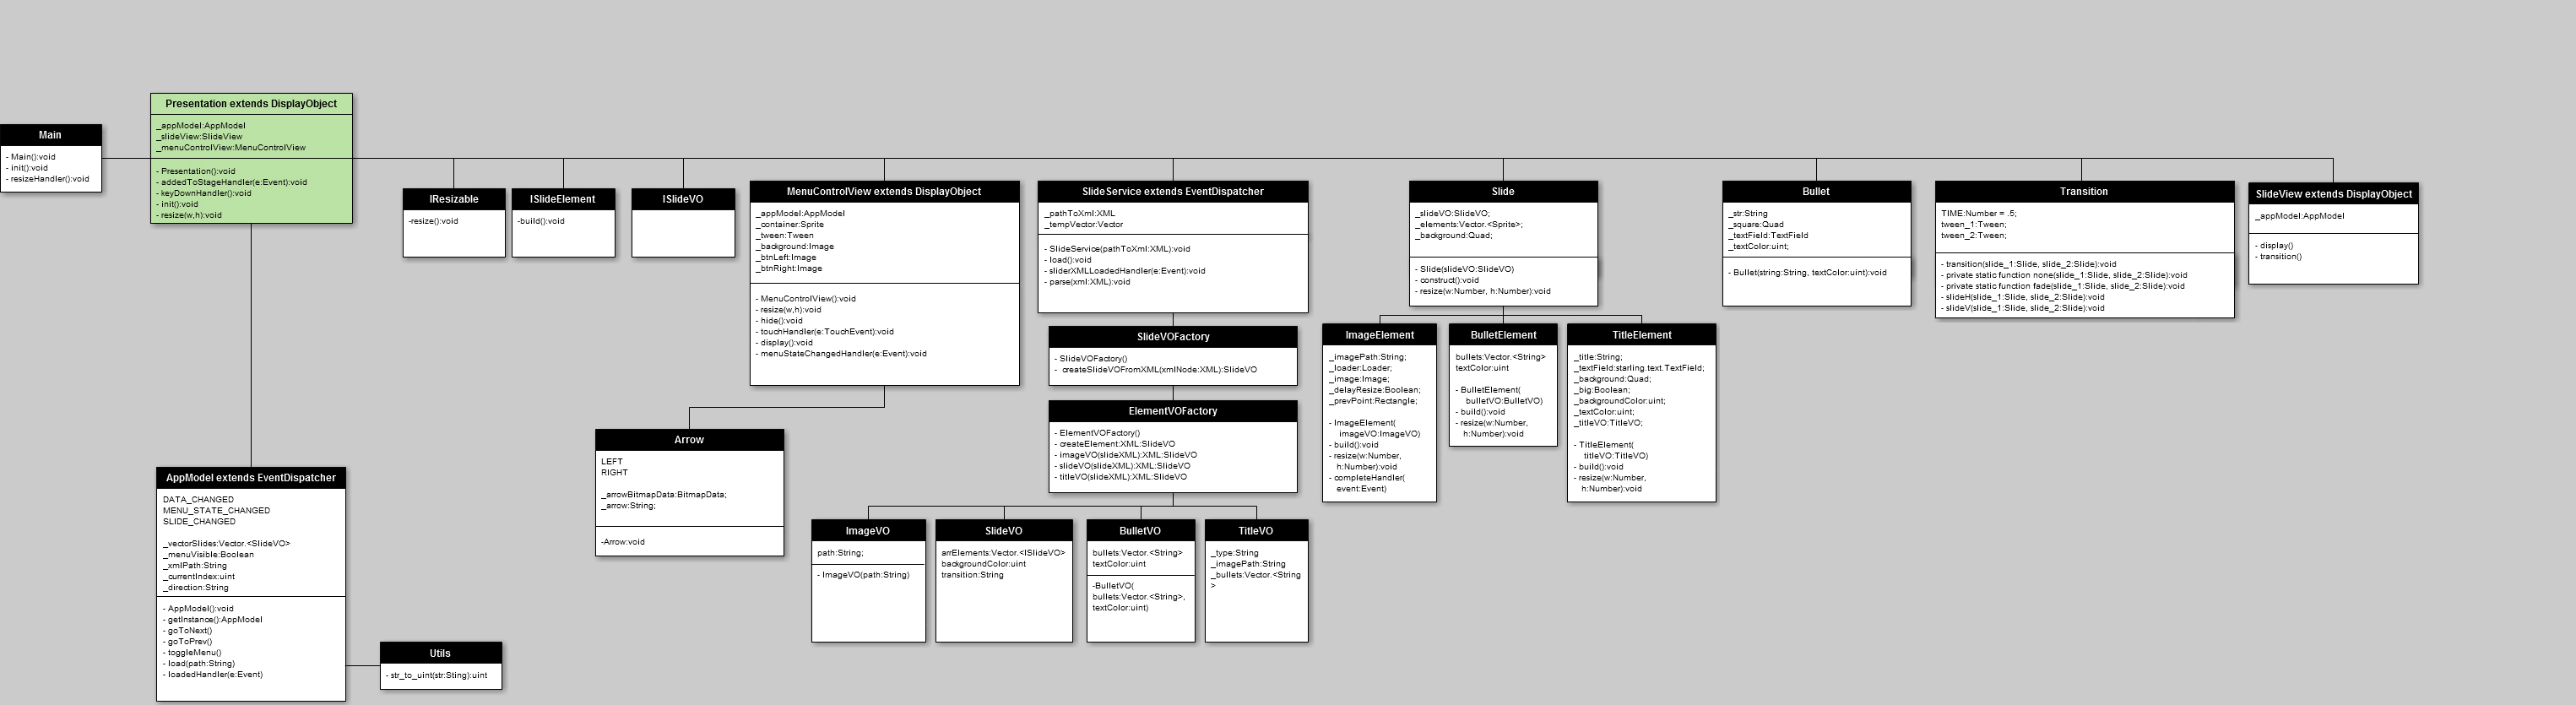 Main
- Main():void
- init():void
- resizeHandler():void
Presentation extends DisplayObject
_appModel:AppModel
_slideView:SlideView
_menuControlView:MenuControlView
- Presentation():void
- addedToStageHandler(e:Event):void
- keyDownHandler():void
- init():void
- resize(w,h):void
IResizable
-resize():void
ISlideElement
-build():void
ISlideVO
MenuControlView extends DisplayObject
_appModel:AppModel
_container:Sprite
_tween:Tween
_background:Image
_btnLeft:Image
_btnRight:Image
- MenuControlView():void
- resize(w,h):void
- hide():void
- touchHandler(e:TouchEvent):void
- display():void
- menuStateChangedHandler(e:Event):void
SlideService extends EventDispatcher
_pathToXml:XML
_tempVector:Vector
- SlideService(pathToXml:XML):void
- load():void
- sliderXMLLoadedHandler(e:Event):void
- parse(xml:XML):void
Slide
_slideVO:SlideVO;
_elements:Vector.<Sprite>;
_background:Quad;
- Slide(slideVO:SlideVO)
- construct():void
- resize(w:Number, h:Number):void
Bullet
_str:String
_square:Quad
_textField:TextField
_textColor:uint;
- Bullet(string:String, textColor:uint):void
Transition
TIME:Number = .5;
tween_1:Tween;
tween_2:Tween;
- transition(slide_1:Slide, slide_2:Slide):void
- private static function none(slide_1:Slide, slide_2:Slide):void
- private static function fade(slide_1:Slide, slide_2:Slide):void
- slideH(slide_1:Slide, slide_2:Slide):void
- slideV(slide_1:Slide, slide_2:Slide):void
SlideView extends DisplayObject
_appModel:AppModel
- display()
- transition()
SlideVOFactory
- SlideVOFactory()
- createSlideVOFromXML(xmlNode:XML):SlideVO
ElementVOFactory
- ElementVOFactory()
- createElement:XML:SlideVO
- imageVO(slideXML):XML:SlideVO
- slideVO(slideXML):XML:SlideVO
- titleVO(slideXML):XML:SlideVO
ImageElement
_imagePath:String;
_loader:Loader;
_image:Image;
_delayResize:Boolean;
_prevPoint:Rectangle;
- ImageElement(
imageVO:ImageVO)
- build():void
- resize(w:Number,
h:Number):void
- completeHandler(
event:Event)
BulletElement
bullets:Vector.<String>
textColor:uint
- BulletElement(
bulletVO:BulletVO)
- build():void
- resize(w:Number,
h:Number):void
TitleElement
_title:String;
_textField:starling.text.TextField;
_background:Quad;
_big:Boolean;
_backgroundColor:uint;
_textColor:uint;
_titleVO:TitleVO;
- TitleElement(
titleVO:TitleVO)
- build():void
- resize(w:Number,
h:Number):void
Arrow
LEFT
RIGHT
_arrowBitmapData:BitmapData;
_arrow:String;
-Arrow:void
AppModel extends EventDispatcher
DATA_CHANGED
MENU_STATE_CHANGED
SLIDE_CHANGED
_vectorSlides:Vector.<SlideVO>
_menuVisible:Boolean
_xmlPath:String
_currentIndex:uint
_direction:String
- AppModel():void
- getInstance():AppModel
- goToNext()
- goToPrev()
- toggleMenu()
- load(path:String)
- loadedHandler(e:Event)
Utils
- str_to_uint(str:Sting):uint
ImageVO
path:String;
- ImageVO(path:String)
SlideVO
arrElements:Vector.<ISlideVO>
backgroundColor:uint
transition:String
BulletVO
bullets:Vector.<String>
textColor:uint
-BulletVO(
bullets:Vector.<String>,
textColor:uint)
TitleVO
_type:String
_imagePath:String
_bullets:Vector.<String
>